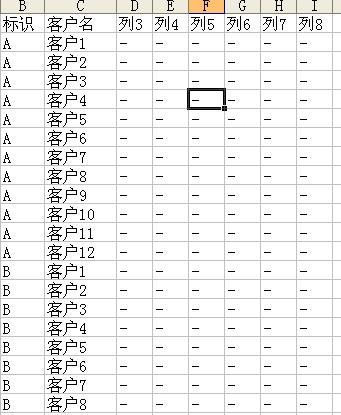 B C D E F G H I
标识 客户名 列3 列4 列5 列6 列7 列8
A 客户1 - - - - - -
A 客户2 - - - - - -
A 客户3 - - - - - -
A 客户4 - - - - - -
A 客户5 - - - - - -
A 客户6 - - - - - -
A 客户7 - - - - - -
A 客户8 - - - - - -
A 客户9 - - - - - -
A 客户10 - - - - - -
A 客户11 - - - - - -
A 客户12 - - - - - -
B 客户1 - - - - - -
B 客户2 - - - - - -
B 客户3 - - - - - -
B 客户4 - - - - - -
B 客户5 - - - - - -
B 客户6 - - - - - -
B 客户7 - - - - - -
B 客户8 - - - - - -